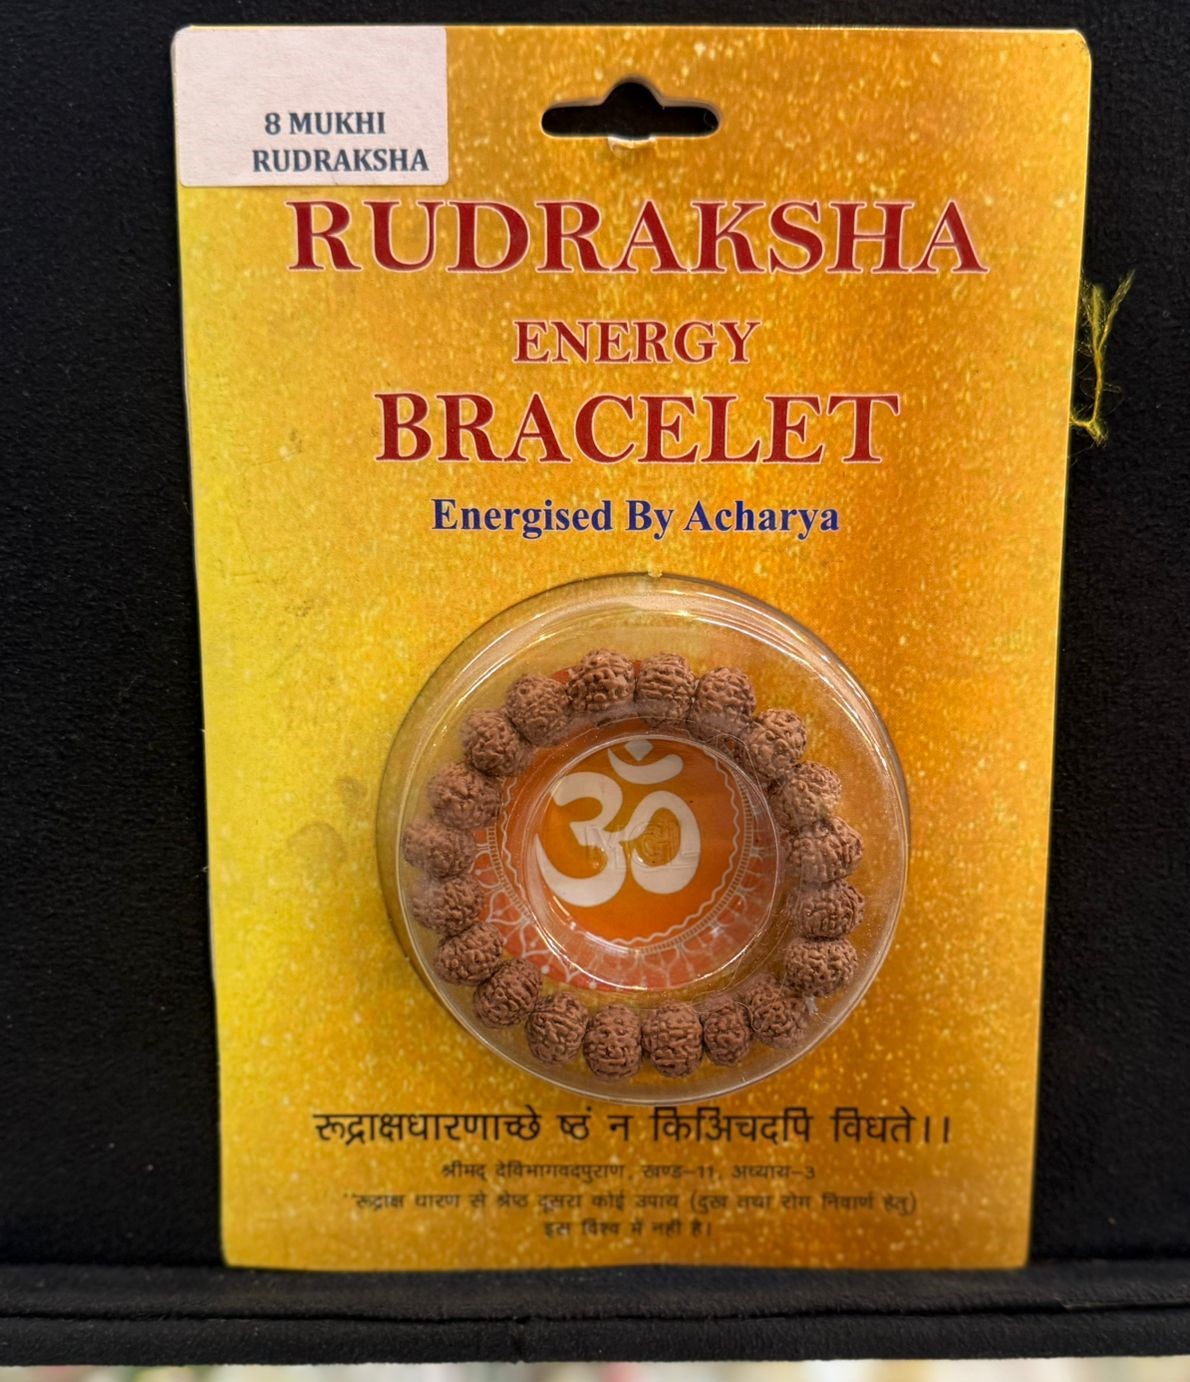 8 MUKHI
RUDRAKSHA
RUDRAKSHA
ENERGY
BRACELET
Energised By Acharya
ॐ
रूद्राक्षधारणाच्छे ष्ठं न किअिचदपि विधते।।
श्रीमद् देविभागवदपुराण, खण्ड-11, अध्याय-3
"रूद्राक्ष धारण से श्रेष्ठ दूसरा कोई उपाय (दुख तथा रोग निवार्ण हेतु)
इस विश्व में नही है।